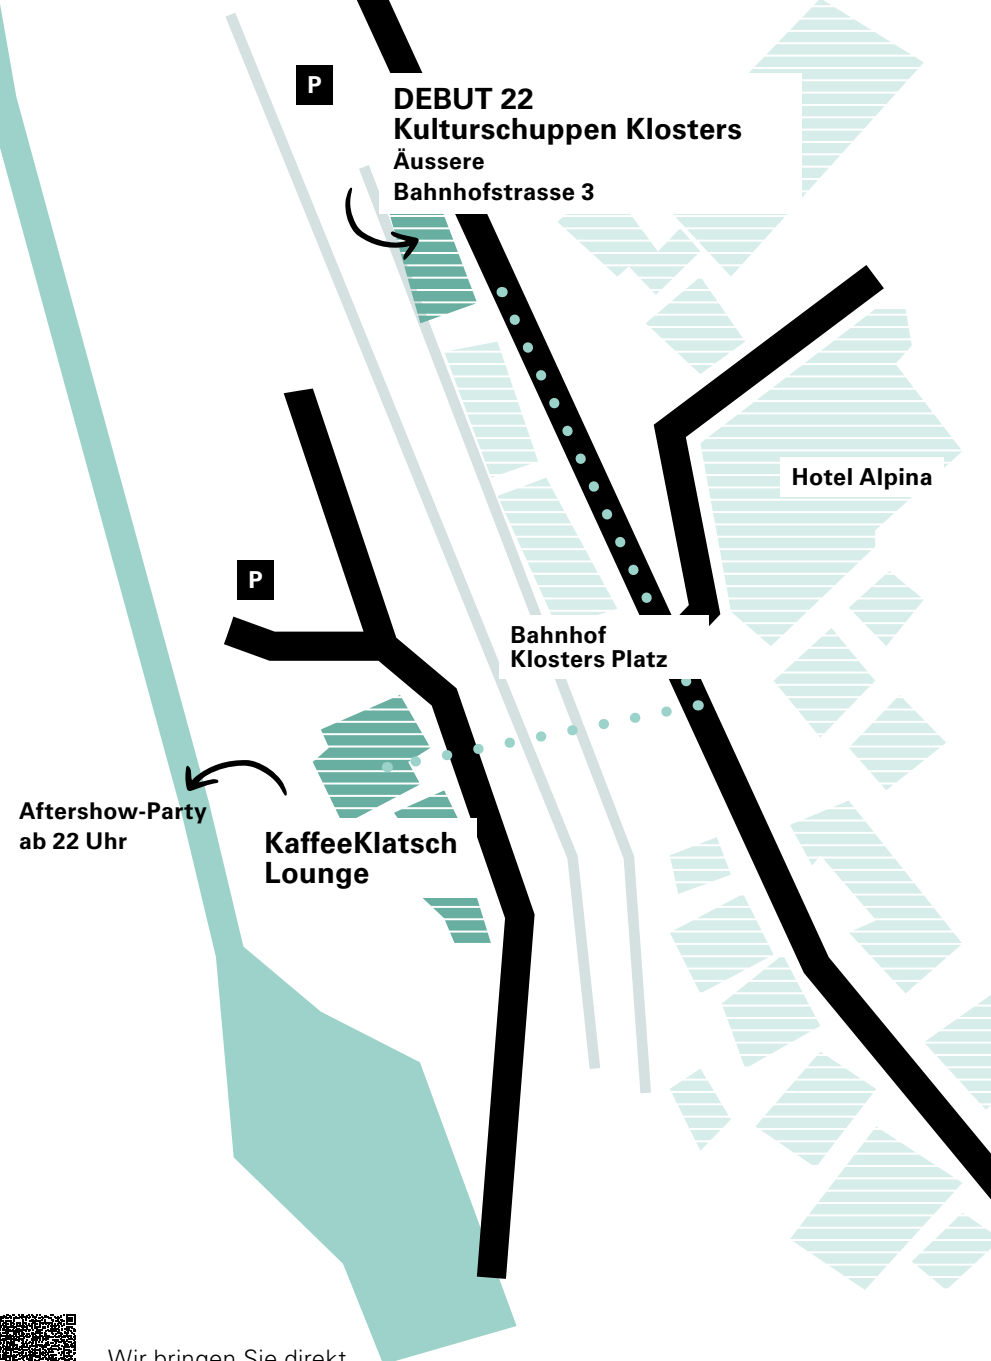 P
DEBUT 22
Kulturschuppen Klosters
Äussere
Bahnhofstrasse 3
Hotel Alpina
P
Bahnhof
Klosters Platz
Aftershow-Party
ab 22 Uhr
KaffeeKlatsch
Lounge
Wir bringen Sie direkt